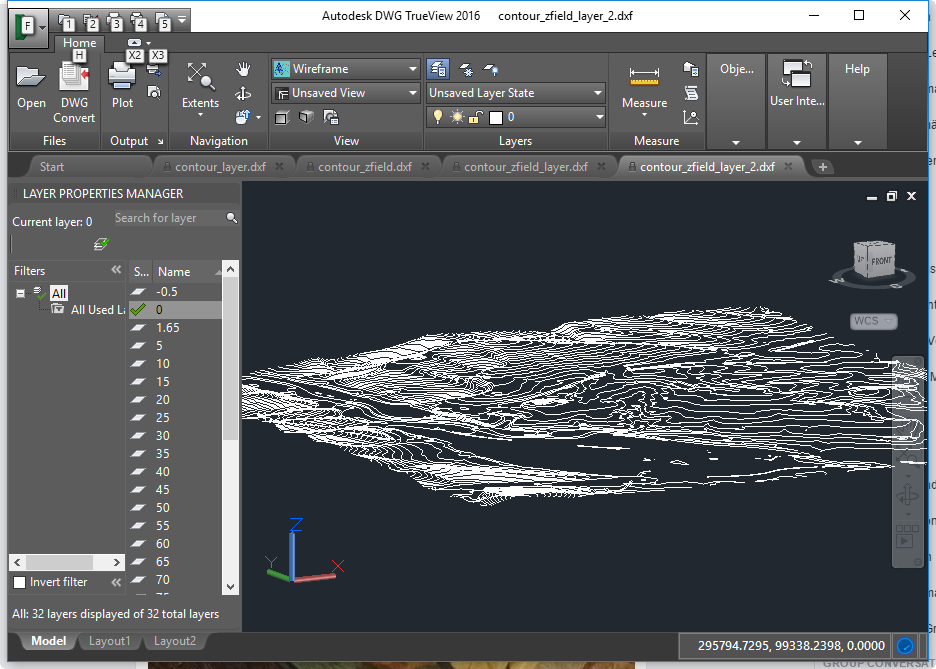 Autodesk DWG TrueView 2016 contour_zfield_layer_2.dxf
F
1 2 3 4 5
Home
H X2 X3
Wireframe
Unsaved View
Unsaved Layer State
0
Open
DWG Convert
Plot
Extents
Measure
Obje...
User Inte...
Help
Files
Output
Navigation
View
Layers
Measure
Start
contour_layer.dxf
contour_zfield.dxf
contour_zfield_layer.dxf
contour_zfield_layer_2.dxf
LAYER PROPERTIES MANAGER
Current layer: 0
Search for layer
Filters
All
All Used La
S...
Name
-0.5
0
1.65
5
10
15
20
25
30
35
40
45
50
55
60
65
70
Invert filter
All: 32 layers displayed of 32 total layers
FRONT
WCS
Z
Y
X
Model
Layout1
Layout2
295794.7295, 99338.2398, 0.0000
GROUP CONVERSAT